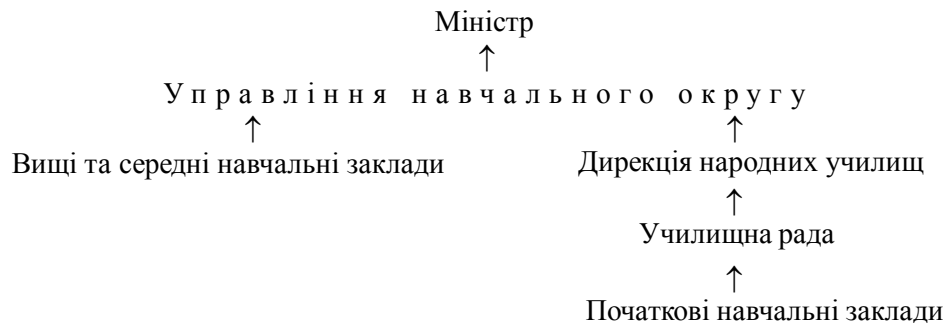 Міністр
↑
Управління навчального округу
↑ ↑
Вищі та середні навчальні заклади Дирекція народних училищ
↑
Училищна рада
↑
Початкові навчальні заклади